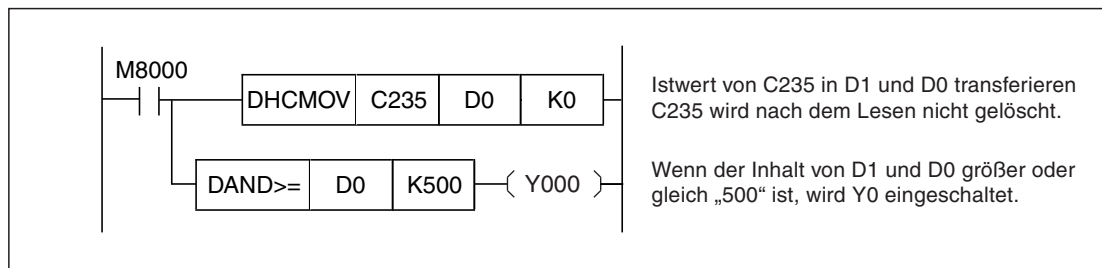 M8000
DHCMOV C235 D0 K0
Istwert von C235 in D1 und D0 transferieren
C235 wird nach dem Lesen nicht gelöscht.
DAND>= D0 K500 Y000
Wenn der Inhalt von D1 und D0 größer oder
gleich „500“ ist, wird Y0 eingeschaltet.